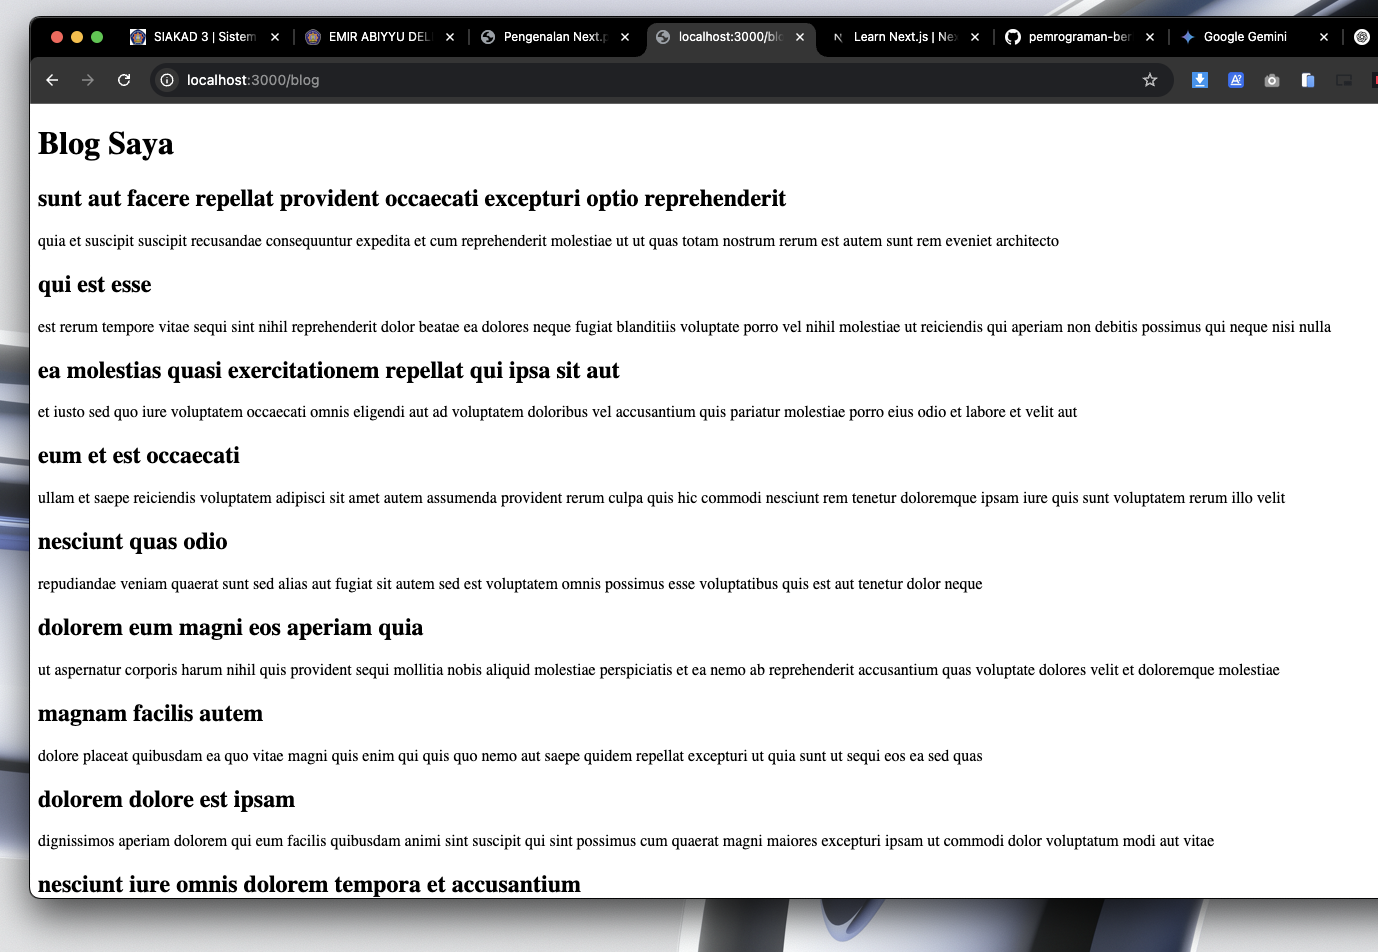 SIAKAD 3 | Sistem
EMIR ABIYYU DEL
Pengenalan Next.
localhost:3000/blo
Learn Next.js | Nex
pemrograman-ber
Google Gemini
localhost:3000/blog
Blog Saya
sunt aut facere repellat provident occaecati excepturi optio reprehenderit
quia et suscipit suscipit recusandae consequuntur expedita et cum reprehenderit molestiae ut ut quas totam nostrum rerum est autem sunt rem eveniet architecto
qui est esse
est rerum tempore vitae sequi sint nihil reprehenderit dolor beatae ea dolores neque fugiat blanditiis voluptate porro vel nihil molestiae ut reiciendis qui aperiam non debitis possimus qui neque nisi nulla
ea molestias quasi exercitationem repellat qui ipsa sit aut
et iusto sed quo iure voluptatem occaecati omnis eligendi aut ad voluptatem doloribus vel accusantium quis pariatur molestiae porro eius odio et labore et velit aut
eum et est occaecati
ullam et saepe reiciendis voluptatem adipisci sit amet autem assumenda provident rerum culpa quis hic commodi nesciunt rem tenetur doloremque ipsam iure quis sunt voluptatem rerum illo velit
nesciunt quas odio
repudiandae veniam quaerat sunt sed alias aut fugiat sit autem sed est voluptatem omnis possimus esse voluptatibus quis est aut tenetur dolor neque
dolorem eum magni eos aperiam quia
ut aspernatur corporis harum nihil quis provident sequi mollitia nobis aliquid molestiae perspiciatis et ea nemo ab reprehenderit accusantium quas voluptate dolores velit et doloremque molestiae
magnam facilis autem
dolore placeat quibusdam ea quo vitae magni quis enim qui quis quo nemo aut saepe quidem repellat excepturi ut quia sunt ut sequi eos ea sed quas
dolorem dolore est ipsam
dignissimos aperiam dolorem qui eum facilis quibusdam animi sint suscipit qui sint possimus cum quaerat magni maiores excepturi ipsam ut commodi dolor voluptatum modi aut vitae
nesciunt iure omnis dolorem tempora et accusantium